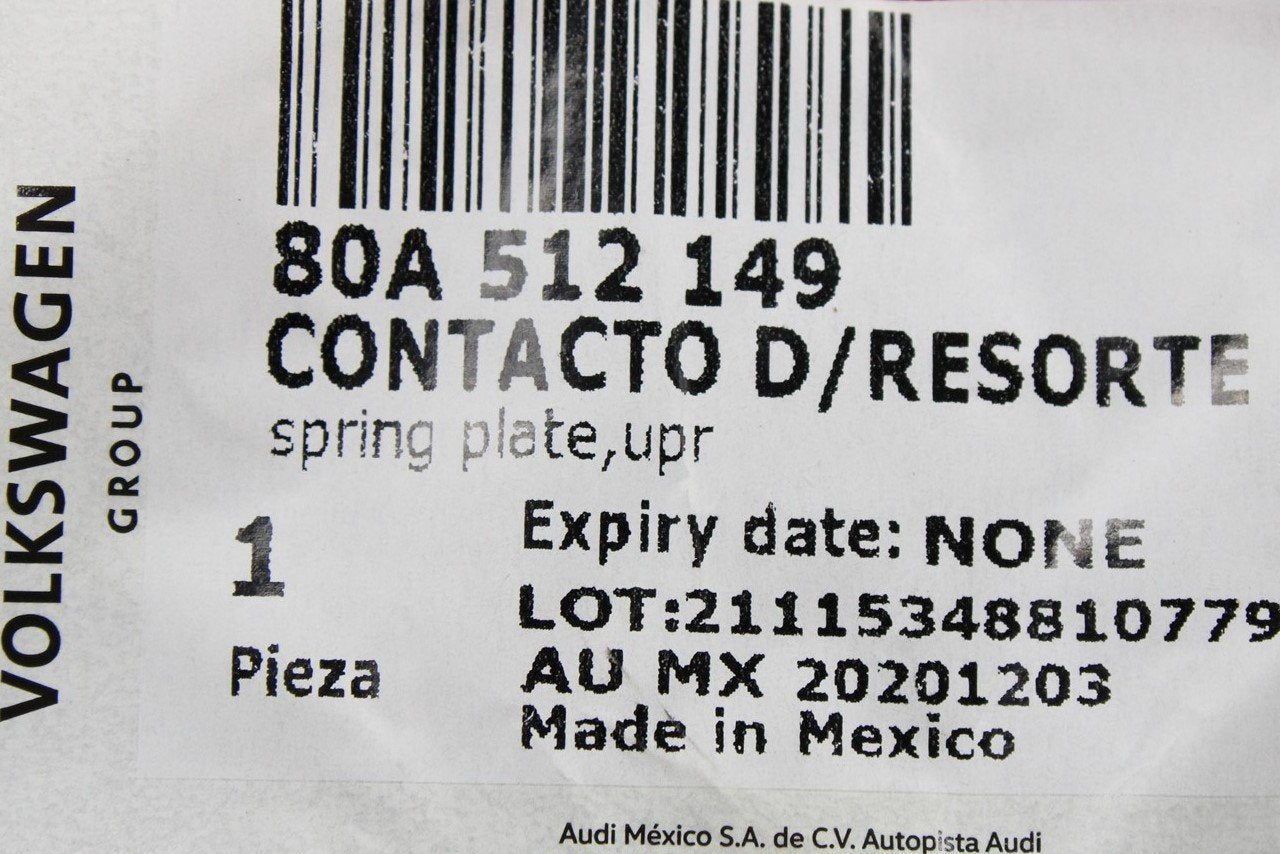 80A 512 149
CONTACTO D/RESORTE
spring plate,upr
1
Pieza
Expiry date: NONE
LOT:21115348810779
AU MX 20201203
Made in Mexico
VOLKSWAGEN
GROUP
Audi México S.A. de C.V. Autopista Audi